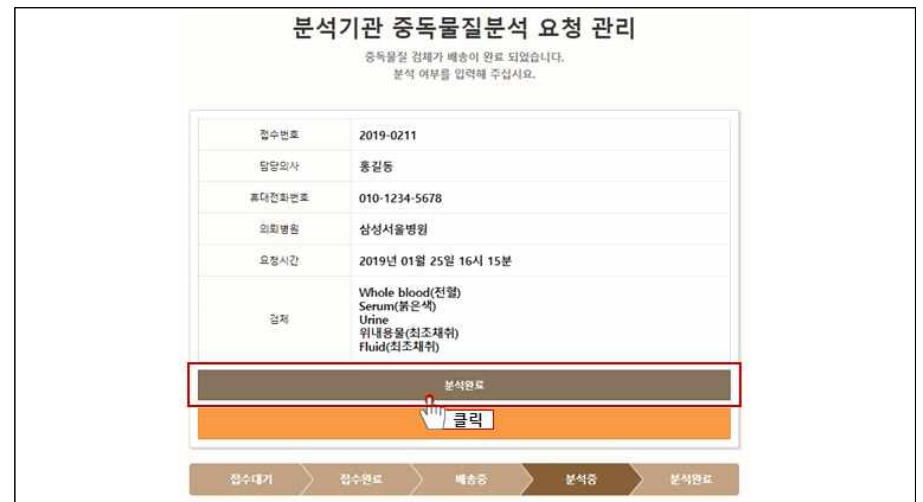 분석기관 중독물질분석 요청 관리
중독물질 검체가 배송이 완료 되었습니다.
분석 여부를 입력해 주십시요.
접수번호 2019-0211
담당의사 홍길동
휴대전화번호 010-1234-5678
의뢰병원 삼성서울병원
요청시간 2019년 01월 25일 16시 15분
검체
Whole blood(전혈)
Serum(붉은색)
Urine
위내용물(최조채취)
Fluid(최조채취)
분석완료
클릭
접수대기 접수완료 배송중 분석중 분석완료